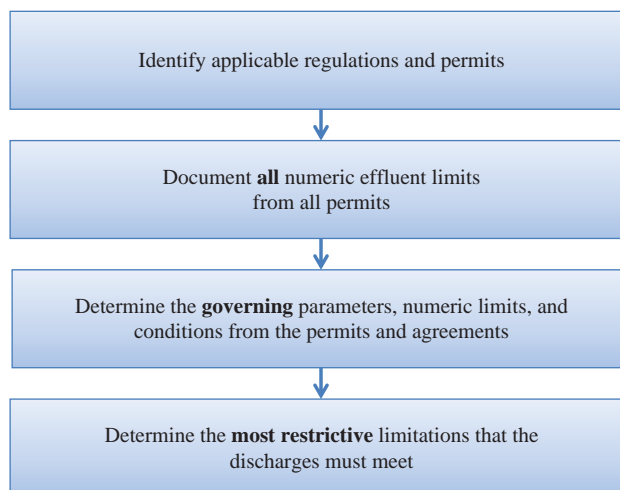 Identify applicable regulations and permits
Document all numeric effluent limits
from all permits
Determine the governing parameters, numeric limits, and
conditions from the permits and agreements
Determine the most restrictive limitations that the
discharges must meet